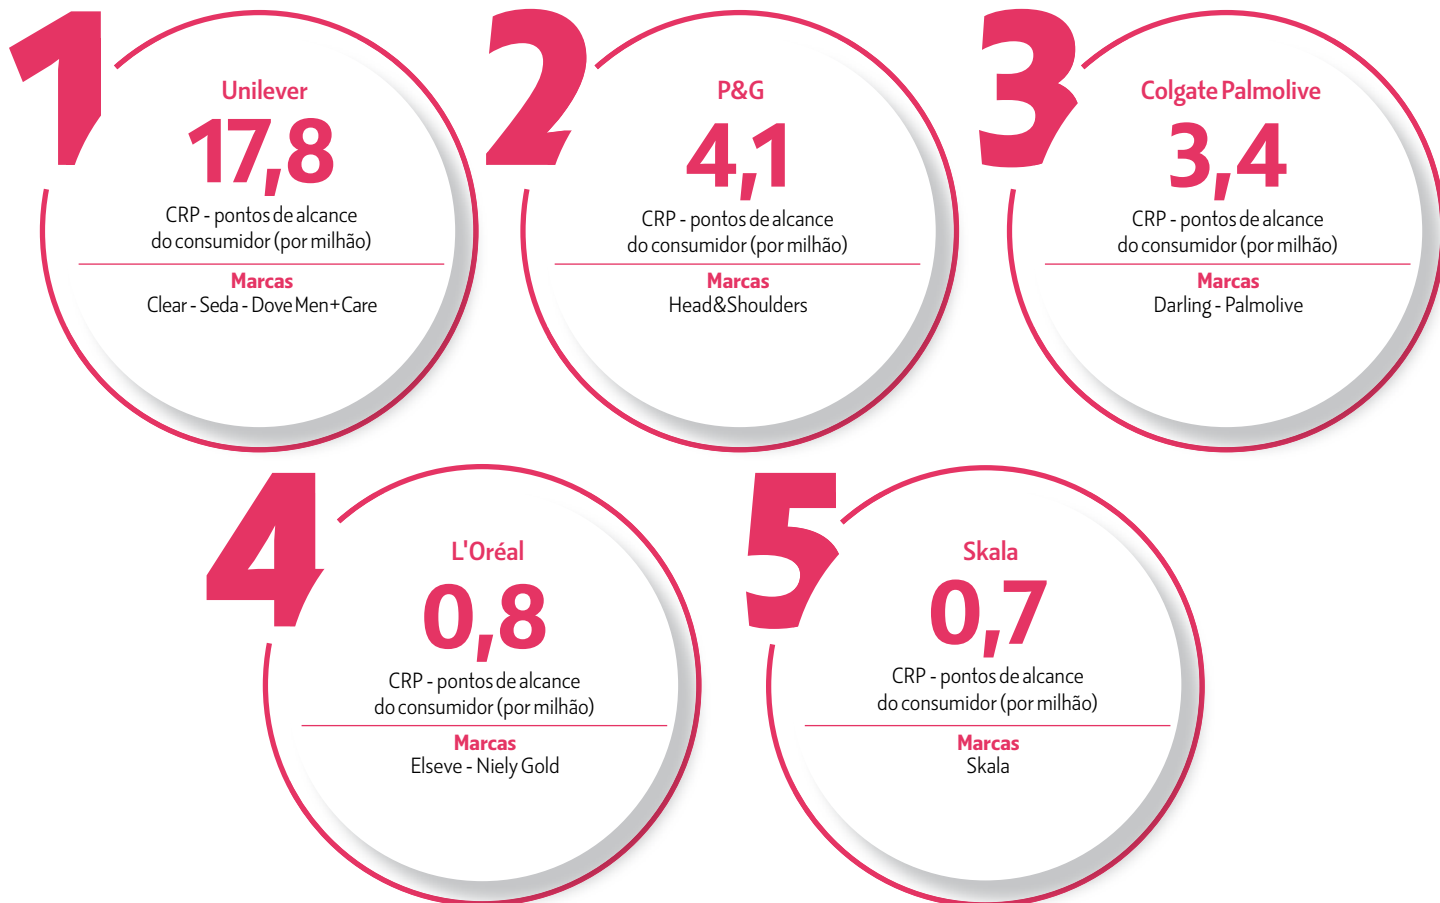 1
Unilever
17,8
CRP - pontos de alcance
do consumidor (por milhão)
Marcas
Clear - Seda - Dove Men+Care
2
P&G
4,1
CRP - pontos de alcance
do consumidor (por milhão)
Marcas
Head&Shoulders
3
Colgate Palmolive
3,4
CRP - pontos de alcance
do consumidor (por milhão)
Marcas
Darling - Palmolive
4
L'Oréal
0,8
CRP - pontos de alcance
do consumidor (por milhão)
Marcas
Elseve - Niely Gold
5
Skala
0,7
CRP - pontos de alcance
do consumidor (por milhão)
Marcas
Skala